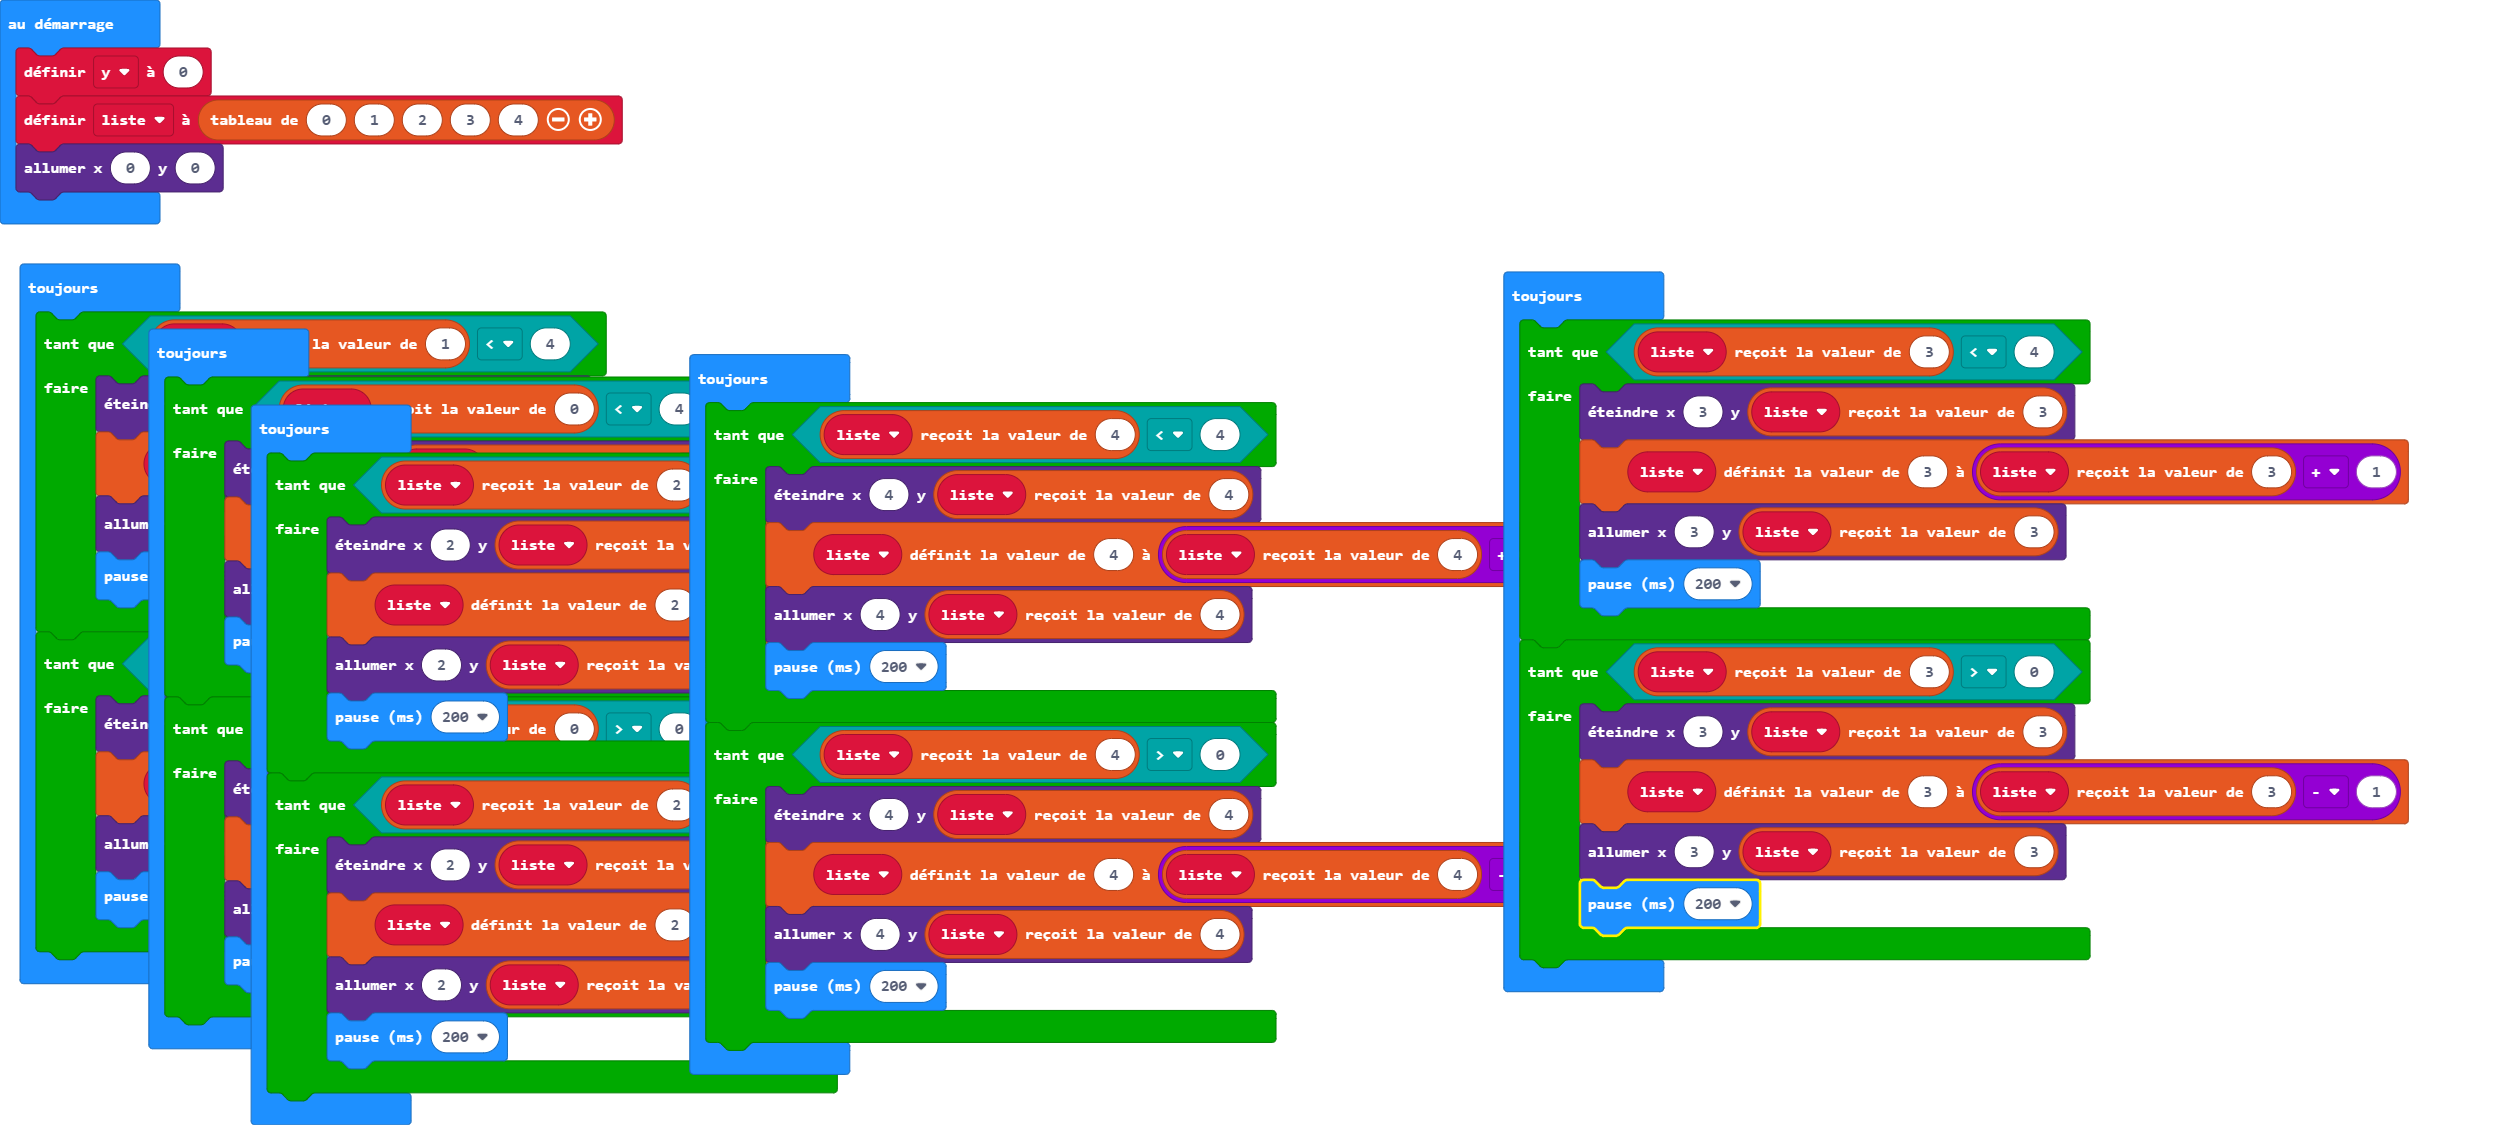 au démarrage
définir y à 0
définir liste à tableau de 0 1 2 3 4
allumer x 0 y 0
toujours
tant que la valeur de 1 < 4
faire
étein
allum
pause
tant que
faire
étein
allum
pause
toujours
tant que oit la valeur de 0 < 4
faire
ét
al
pa
tant que ur de 0 > 0
faire
ét
al
pa
toujours
tant que liste reçoit la valeur de 2
faire
éteindre x 2 y liste reçoit la v
liste définit la valeur de 2
allumer x 2 y liste reçoit la va
pause (ms) 200
tant que liste reçoit la valeur de 2
faire
éteindre x 2 y liste reçoit la v
liste définit la valeur de 2
allumer x 2 y liste reçoit la va
pause (ms) 200
toujours
tant que liste reçoit la valeur de 4 < 4
faire
éteindre x 4 y liste reçoit la valeur de 4
liste définit la valeur de 4 à liste reçoit la valeur de 4 +
allumer x 4 y liste reçoit la valeur de 4
pause (ms) 200
tant que liste reçoit la valeur de 4 > 0
faire
éteindre x 4 y liste reçoit la valeur de 4
liste définit la valeur de 4 à liste reçoit la valeur de 4 -
allumer x 4 y liste reçoit la valeur de 4
pause (ms) 200
toujours
tant que liste reçoit la valeur de 3 < 4
faire
éteindre x 3 y liste reçoit la valeur de 3
liste définit la valeur de 3 à liste reçoit la valeur de 3 + 1
allumer x 3 y liste reçoit la valeur de 3
pause (ms) 200
tant que liste reçoit la valeur de 3 > 0
faire
éteindre x 3 y liste reçoit la valeur de 3
liste définit la valeur de 3 à liste reçoit la valeur de 3 - 1
allumer x 3 y liste reçoit la valeur de 3
pause (ms) 200